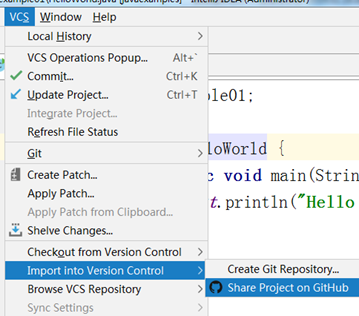 example01\HelloWorld.java [javaexample3] - IntelliJ IDEA (Administrator)
VCS Window Help
Local History
VCS Operations Popup... Alt+`
Commit... Ctrl+K
Update Project... Ctrl+T
Integrate Project...
Refresh File Status
Git
Create Patch...
Apply Patch...
Apply Patch from Clipboard...
Shelve Changes...
Checkout from Version Control
Import into Version Control
Browse VCS Repository
Sync Settings
Create Git Repository...
Share Project on GitHub
ple01;
loWorld {
c void main(Strin
t.println("Hello